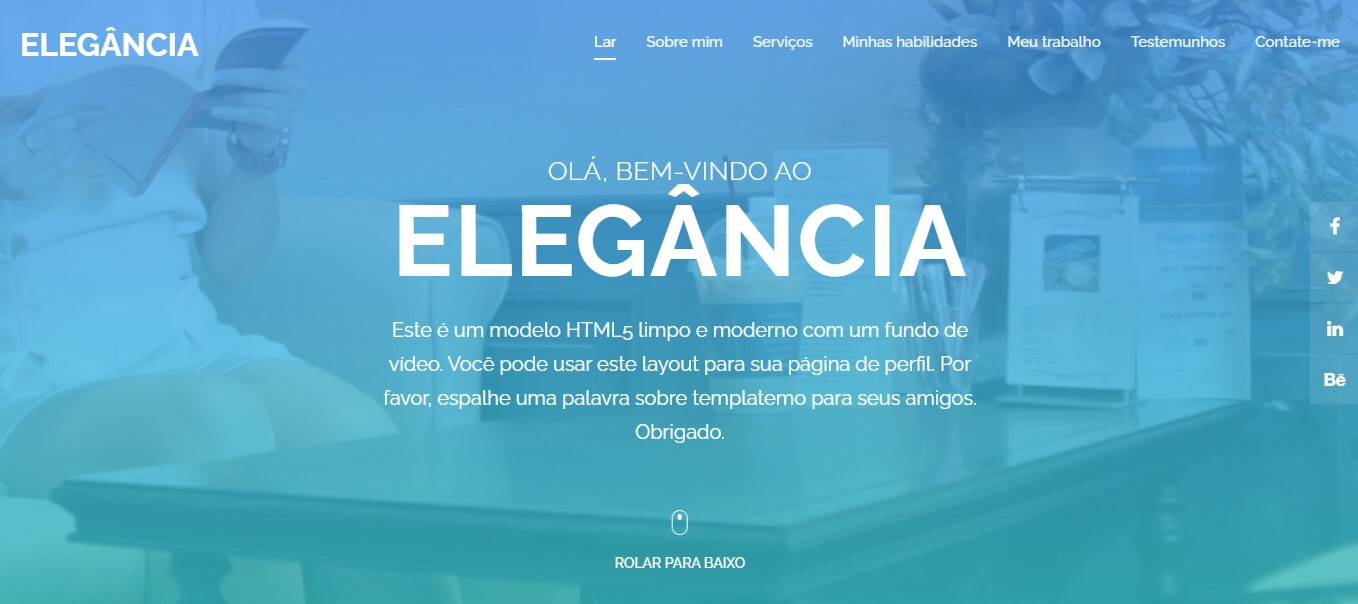 ELEGÂNCIA
Lar Sobre mim Serviços Minhas habilidades Meu trabalho Testemunhos Contate-me
OLÁ, BEM-VINDO AO
ELEGÂNCIA
Este é um modelo HTML5 limpo e moderno com um fundo de
vídeo. Você pode usar este layout para sua página de perfil. Por
favor, espalhe uma palavra sobre templatemo para seus amigos.
Obrigado.
Promotion
Bē
ROLAR PARA BAIXO